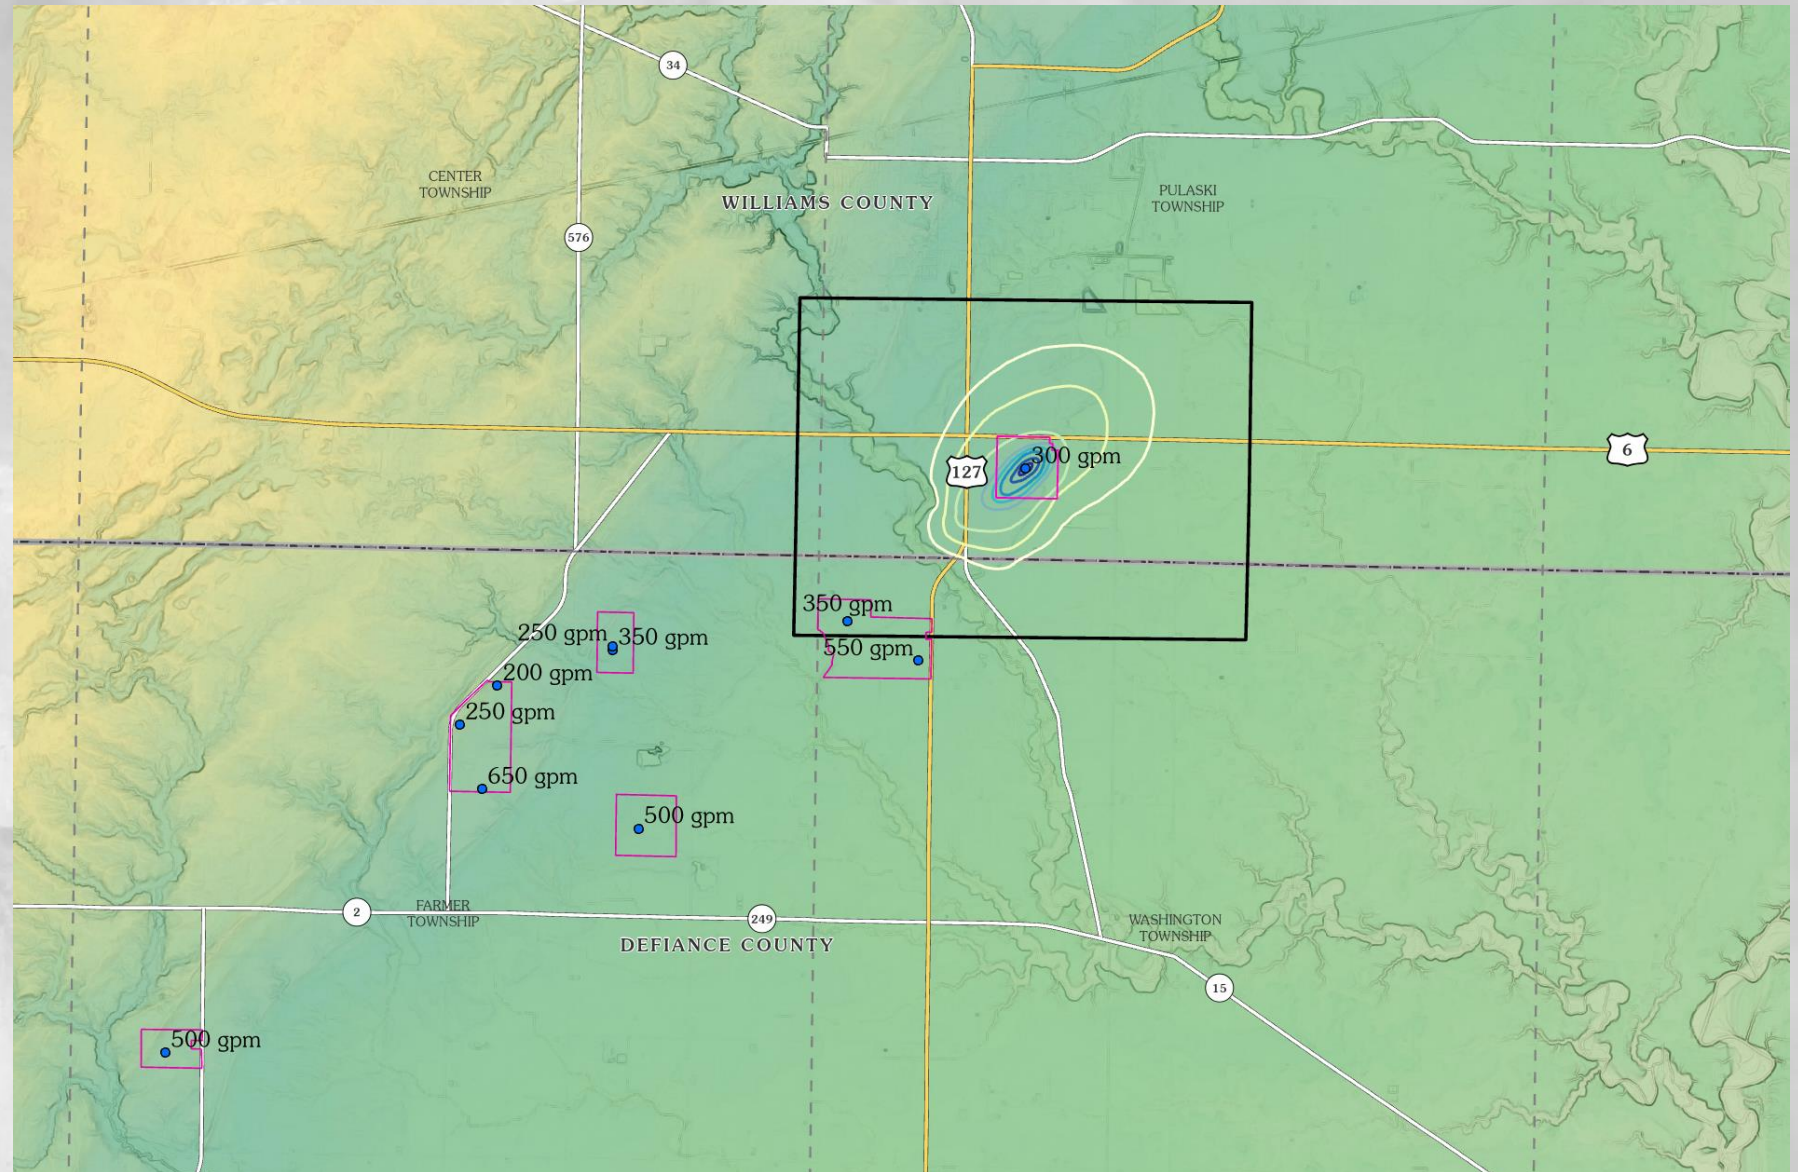 34
CENTER
TOWNSHIP
PULASKI
TOWNSHIP
WILLIAMS COUNTY
576
300 gpm
127
6
350 gpm
250 gpm
350 gpm
550 gpm
200 gpm
250 gpm
650 gpm
500 gpm
2
FARMER
TOWNSHIP
249
WASHINGTON
TOWNSHIP
DEFIANCE COUNTY
15
500 gpm